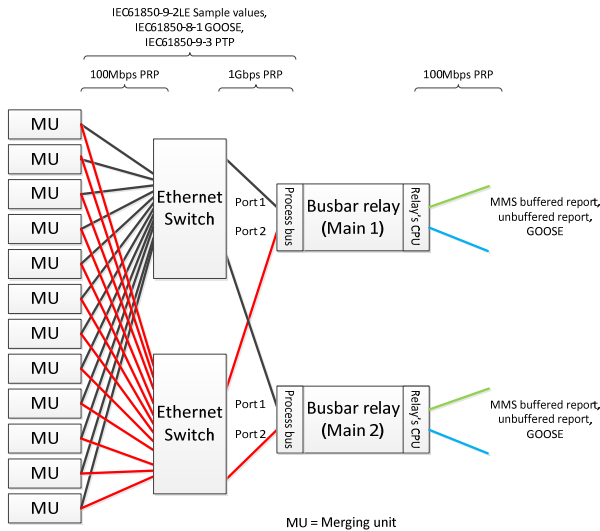 IEC61850-9-2LE Sample values,
IEC61850-8-1 GOOSE,
IEC61850-9-3 PTP
100Mbps PRP
1Gbps PRP
100Mbps PRP
MU
MU
MU
MU
MU
MU
MU
MU
MU
MU
MU
MU
Ethernet
Switch
Port 1
Port 2
Process bus
Busbar relay
(Main 1)
Relay's CPU
MMS buffered report,
unbuffered report,
GOOSE
Ethernet
Switch
Port 1
Port 2
Process bus
Busbar relay
(Main 2)
Relay's CPU
MMS buffered report,
unbuffered report,
GOOSE
MU = Merging unit